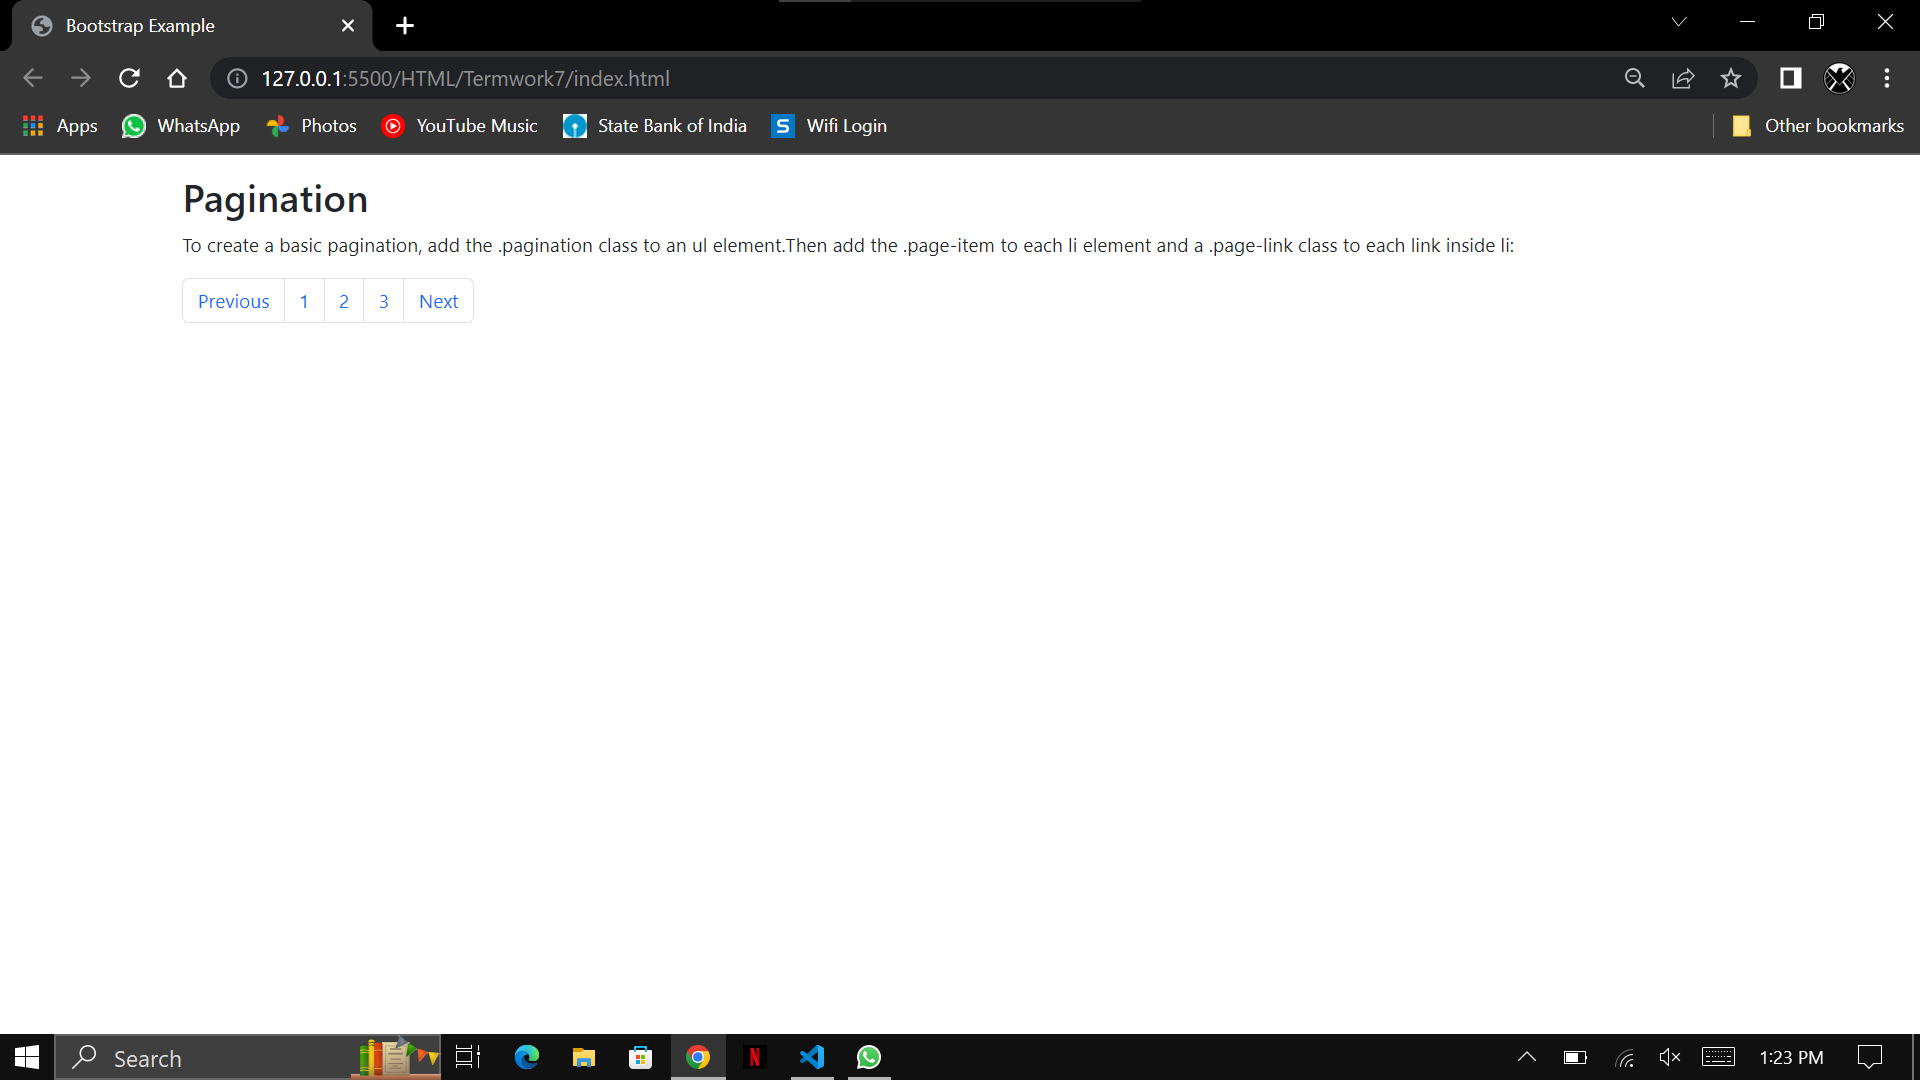 Bootstrap Example
127.0.0.1:5500/HTML/Termwork7/index.html
Apps WhatsApp Photos YouTube Music State Bank of India S Wifi Login Other bookmarks
Pagination
To create a basic pagination, add the .pagination class to an ul element.Then add the .page-item to each li element and a .page-link class to each link inside li:
Previous 1 2 3 Next
Search N 1:23 PM